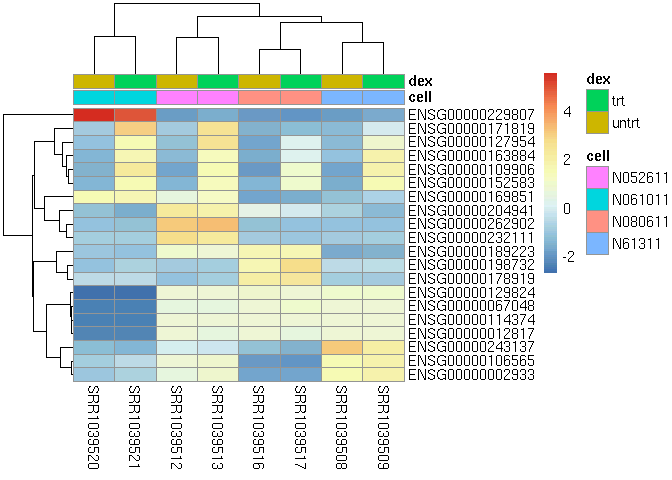 dex
cell
ENSG00000229807
ENSG00000171819
ENSG00000127954
ENSG00000163884
ENSG00000109906
ENSG00000152583
ENSG00000169851
ENSG00000204941
ENSG00000262902
ENSG00000232111
ENSG00000189223
ENSG00000198732
ENSG00000178919
ENSG00000129824
ENSG00000067048
ENSG00000114374
ENSG00000012817
ENSG00000243137
ENSG00000106565
ENSG00000002933
SRR1039520
SRR1039521
SRR1039512
SRR1039513
SRR1039516
SRR1039517
SRR1039508
SRR1039509
4
2
0
-2
dex
trt
untrt
cell
N052611
N061011
N080611
N61311